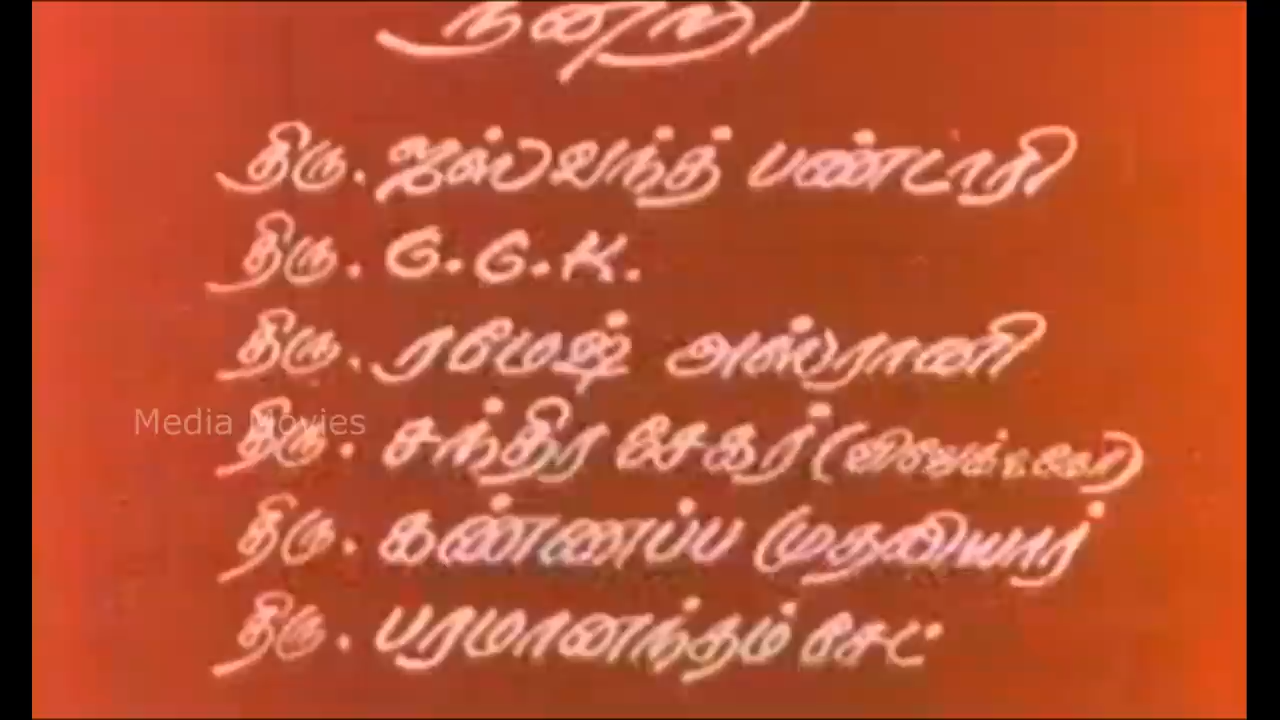 நன்றி
திரு. ஜஸ்வந்த் பண்டாரி
திரு. G.G.K.
திரு. ரமேஷ் அஸ்ராணி
Media Movies
திரு. சந்திர சேகர்
திரு. கண்ணப்ப முதலியார்
திரு. பரமானந்தம் சேட்